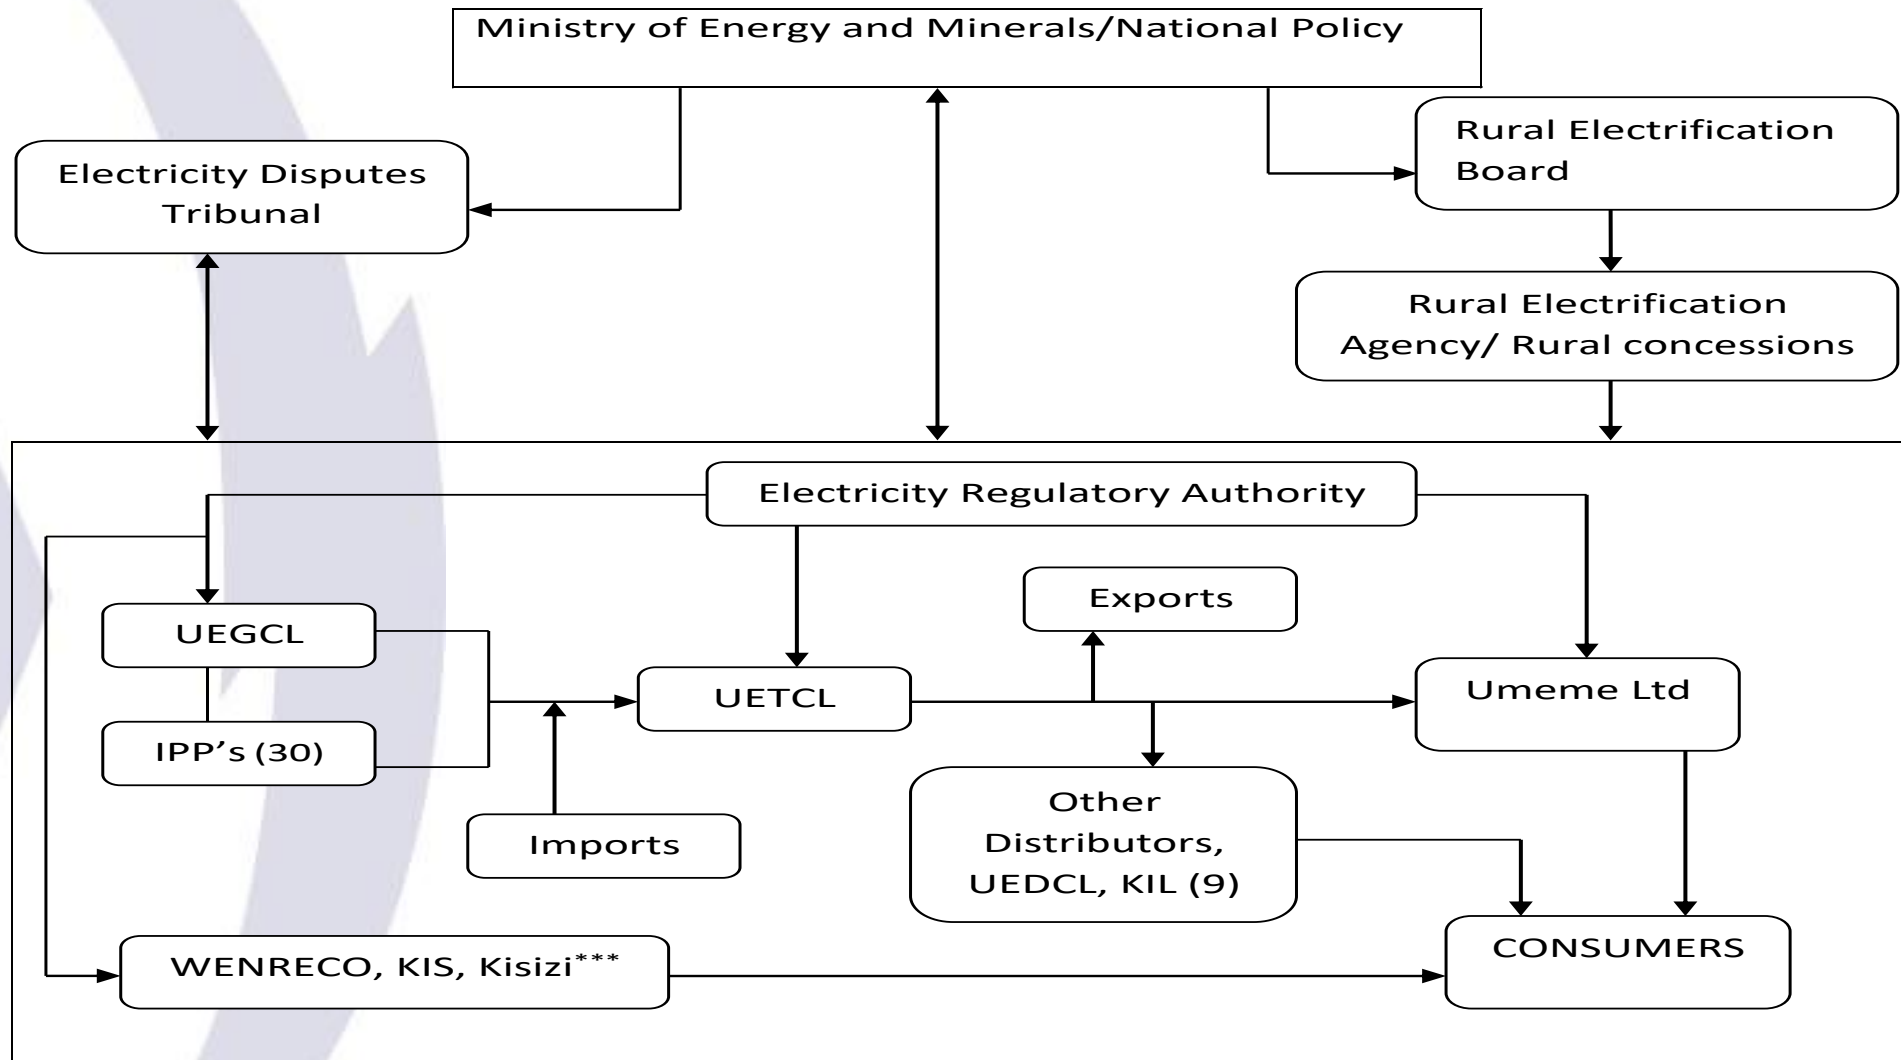 Ministry of Energy and Minerals/National Policy
Rural Electrification
Board
Electricity Disputes
Tribunal
Rural Electrification
Agency/ Rural concessions
Electricity Regulatory Authority
Exports
UEGCL
UETCL
Umeme Ltd
IPP’s (30)
Imports
Other
Distributors,
UEDCL, KIL (9)
WENRECO, KIS, Kisizi***
CONSUMERS